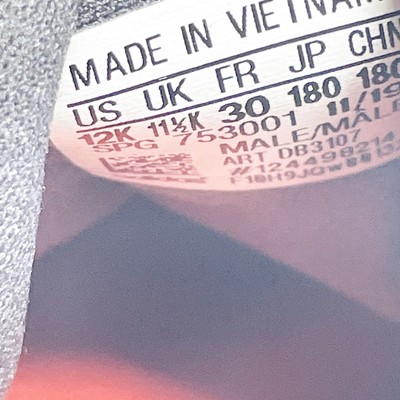 MADE IN VIETNAM
US UK FR JP CHN
12K 11½K 30 180 180
SPG 753001 11/19
MALE/MÂLE
ART DB3107